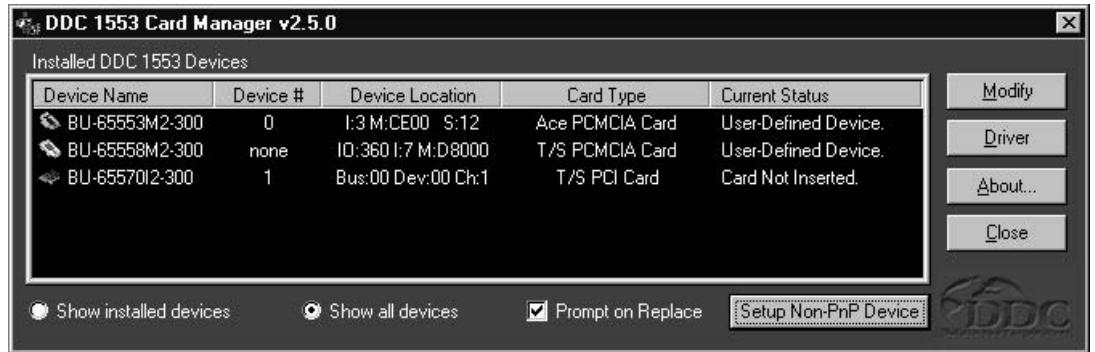 DDC 1553 Card Manager v2.5.0
Installed DDC 1553 Devices
Device Name Device # Device Location Card Type Current Status
BU-65553M2-300 0 I:3 M:CE00 S:12 Ace PCMCIA Card User-Defined Device.
BU-65558M2-300 none IO:360 I:7 M:D8000 T/S PCMCIA Card User-Defined Device.
BU-65570I2-300 1 Bus:00 Dev:00 Ch:1 T/S PCI Card Card Not Inserted.
Modify
Driver
About...
Close
Show installed devices Show all devices Prompt on Replace Setup Non-PnP Device
DDC